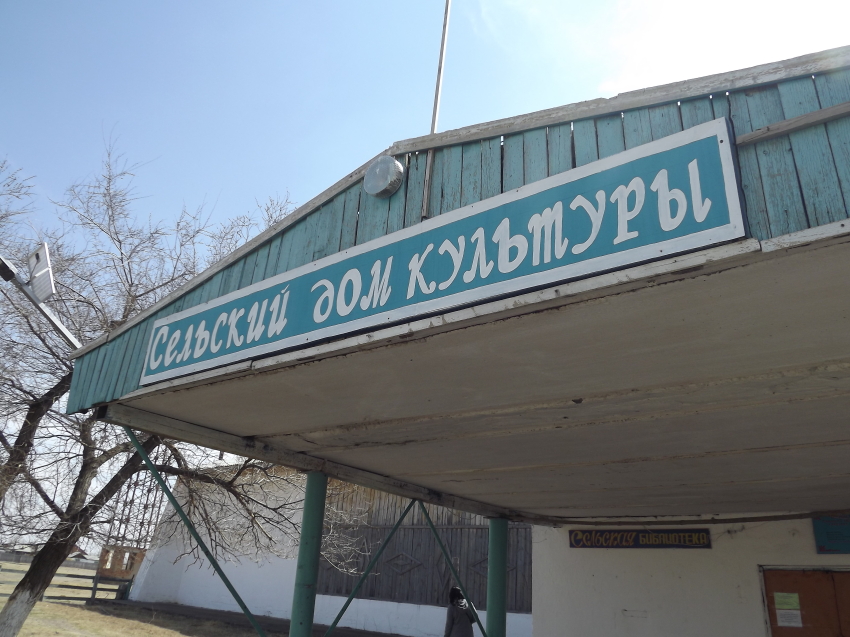 Сельский дом культуры
Сельская библиотека